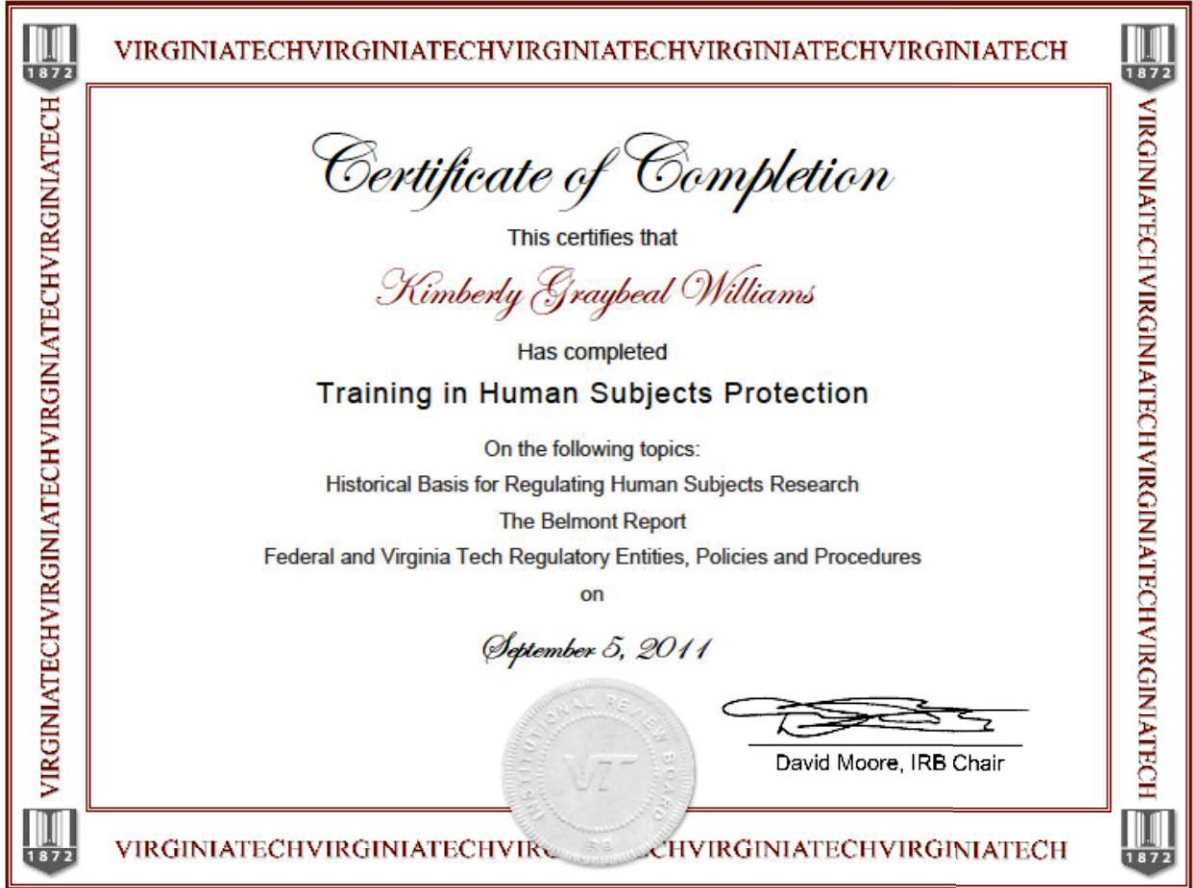 1872
VIRGINIATECHVIRGINIATECHVIRGINIATECHVIRGINIATECHVIRGINIATECH
1872
VIRGINIATECHVIRGINIATECHVIRGINIATECHVIRGINIATECH
VIRGINIATECHVIRGINIATECHVIRGINIATECHVIRGINIATECH
Certificate of Completion
This certifies that
Kimberly Graybeal Williams
Has completed
Training in Human Subjects Protection
On the following topics:
Historical Basis for Regulating Human Subjects Research
The Belmont Report
Federal and Virginia Tech Regulatory Entities, Policies and Procedures
on
September 5, 2011
INSTITUTIONAL REVIEW BOARD
VT
David Moore, IRB Chair
1872
VIRGINIATECHVIRGINIATECHVIRG
CHVIRGINIATECHVIRGINIATECH
1872